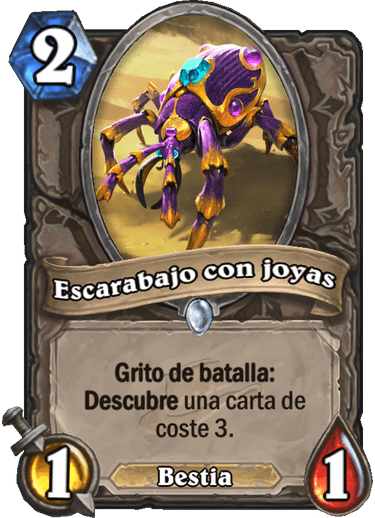 2
Escarabajo con joyas
Grito de batalla:
Descubre una carta de
coste 3.
1
Bestia
1